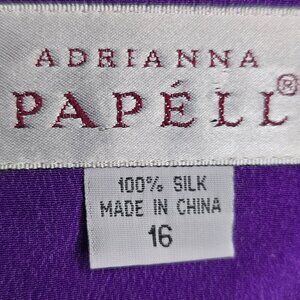 ADRIANNA
PAPÉLL®
100% SILK
MADE IN CHINA
16